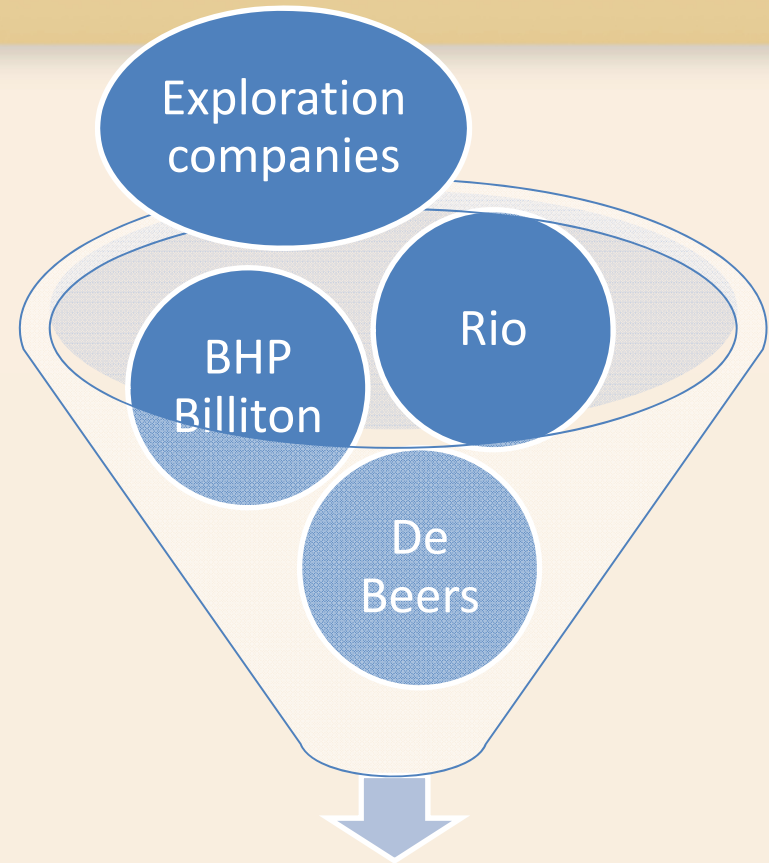 Exploration
companies
Rio
BHP
Billiton
De
Beers